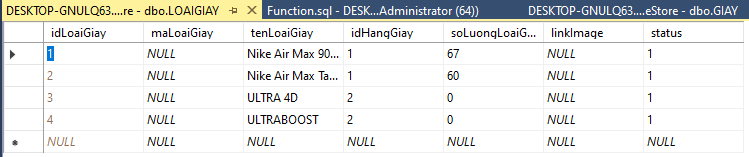 DESKTOP-GNULQ63....re - dbo.LOAIGIAY Function.sql - DESK...Administrator (64)) DESKTOP-GNULQ63...eStore - dbo.GIAY
idLoaiGiay maLoaiGiay tenLoaiGiay idHangGiay soLuongLoaiG... linkImage status
1 NULL Nike Air Max 90... 1 67 NULL 1
2 NULL Nike Air Max Ta... 1 60 NULL 1
3 NULL ULTRA 4D 2 0 NULL 1
4 NULL ULTRABOOST 2 0 NULL 1
NULL NULL NULL NULL NULL NULL NULL